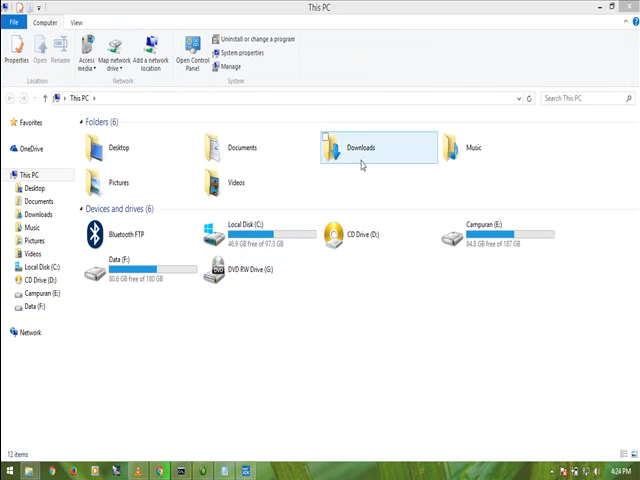 This PC
File
Computer
View
Properties
Open
Rename
Location
Access media
Map network drive
Add a network location
Network
Open Control Panel
Uninstall or change a program
System properties
Manage
System
This PC
Search This PC
Favorites
OneDrive
This PC
Desktop
Documents
Downloads
Music
Pictures
Videos
Local Disk (C:)
CD Drive (D:)
Campuran (E:)
Data (F:)
Network
Folders (6)
Desktop
Documents
Downloads
Music
Pictures
Videos
Devices and drives (6)
Bluetooth FTP
Local Disk (C:)
46.9 GB free of 97.3 GB
CD Drive (D:)
Campuran (E:)
84.8 GB free of 187 GB
Data (F:)
80.6 GB free of 180 GB
DVD RW Drive (G:)
12 items
4:24 PM